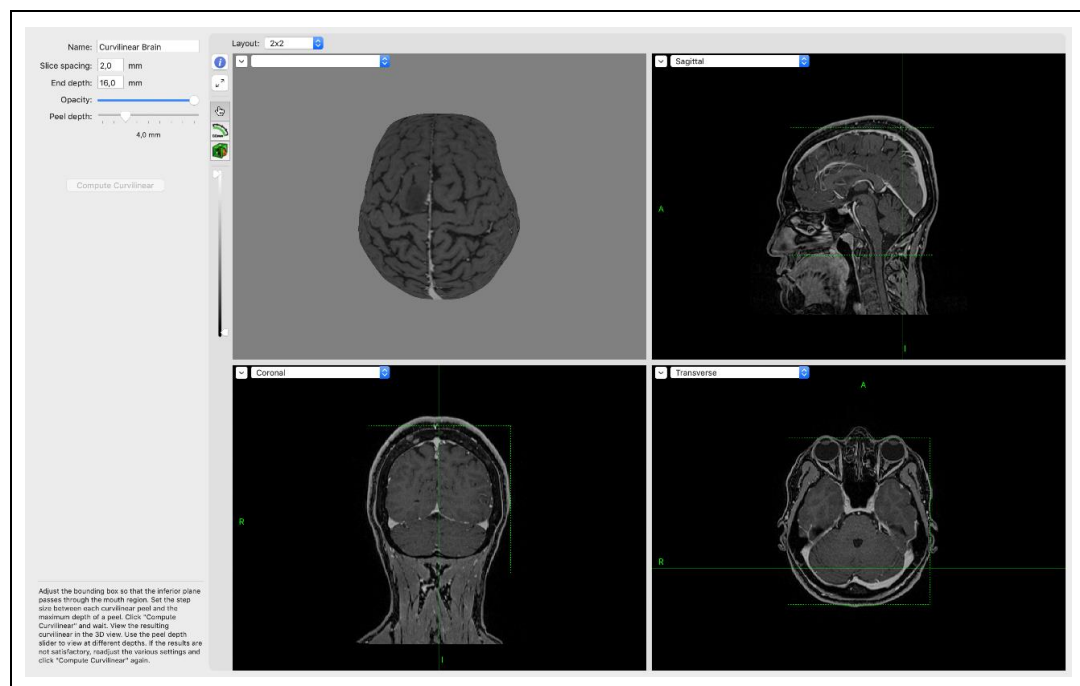 Name: Curvilinear Brain
Slice spacing: 2,0 mm
End depth: 16,0 mm
Opacity:
Peel depth:
4,0 mm
Compute Curvilinear
Adjust the bounding box so that the inferior plane
passes through the mouth region. Set the step
size between each curvilinear peel and the
maximum depth of a peel. Click "Compute
Curvilinear" and wait. View the resulting
curvilinear in the 3D view. Use the peel depth
slider to view at different depths. If the results are
not satisfactory, readjust the various settings and
click "Compute Curvilinear" again.
Layout: 2x2
Sagittal
A
I
Coronal
R
I
Transverse
A
R